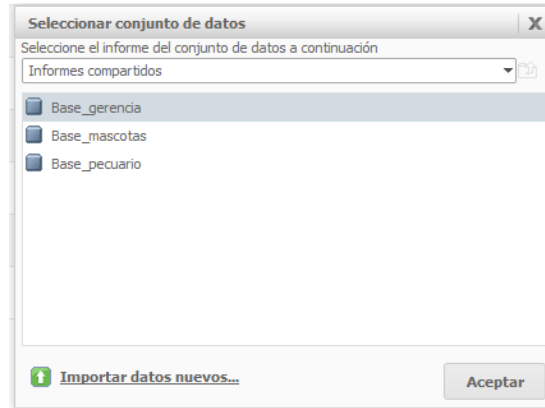 Seleccionar conjunto de datos X
Seleccione el informe del conjunto de datos a continuación
Informes compartidos
Base_gerencia
Base_mascotas
Base_pecuario
Importar datos nuevos...
Aceptar